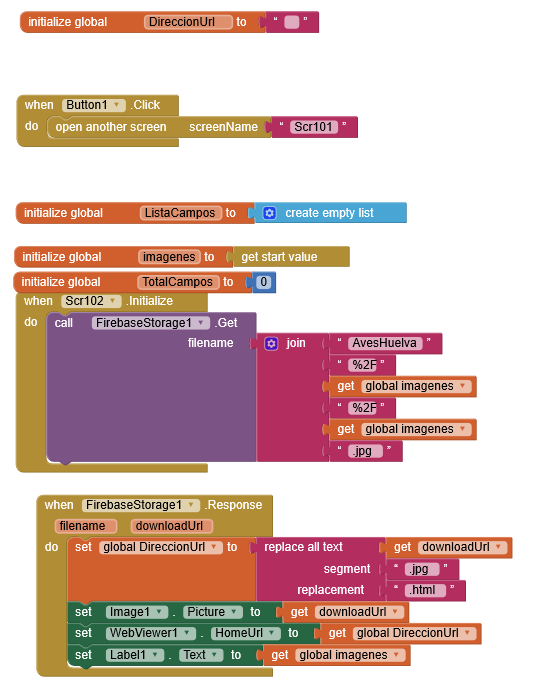 initialize global DireccionUrl to “ ”
when Button1 .Click
do open another screen screenName “ Scr101 ”
initialize global ListaCampos to create empty list
initialize global imagenes to get start value
initialize global TotalCampos to 0
when Scr102 .Initialize
do call FirebaseStorage1 .Get
filename join “ AvesHuelva ”
“ %2F ”
get global imagenes
“ %2F ”
get global imagenes
“ .jpg ”
when FirebaseStorage1 .Response
filename downloadUrl
do set global DireccionUrl to replace all text get downloadUrl
segment “ .jpg ”
replacement “ .html ”
set Image1 . Picture to get downloadUrl
set WebViewer1 . HomeUrl to get global DireccionUrl
set Label1 . Text to get global imagenes